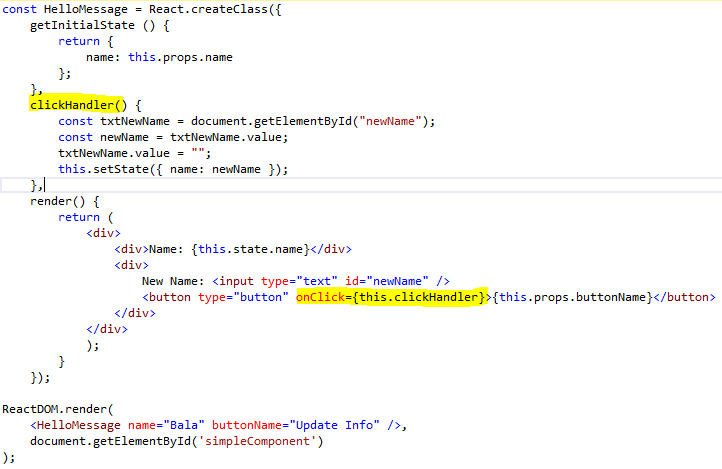 const HelloMessage = React.createClass({
    getInitialState () {
        return {
            name: this.props.name
        };
    },
    clickHandler() {
        const txtNewName = document.getElementById("newName");
        const newName = txtNewName.value;
        txtNewName.value = "";
        this.setState({ name: newName });
    },
    render() {
        return (
            <div>
                <div>Name: {this.state.name}</div>
                <div>
                    New Name: <input type="text" id="newName" />
                    <button type="button" onClick={this.clickHandler}>{this.props.buttonName}</button>
                </div>
            </div>
            );
        }
    });
ReactDOM.render(
    <HelloMessage name="Bala" buttonName="Update Info" />,
    document.getElementById('simpleComponent')
);